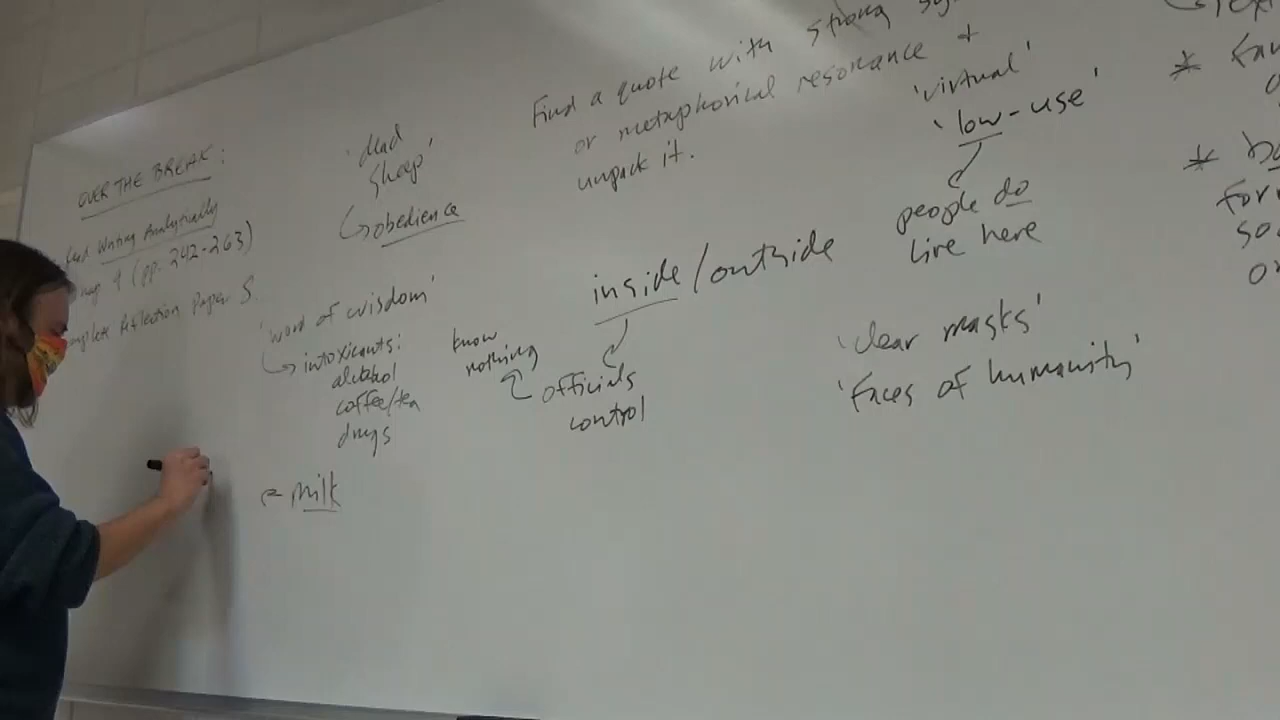 OVER THE BREAK:
Writing Analytically
4 (pp. 242-263)
Reflection Paper 5.
'dead
sheep'
obedience
'word of wisdom'
intoxicants:
alcohol
coffee/tea
drugs
milk
Find a quote with strong
or metaphorical resonance +
unpack it.
inside/outside
know
nothing
officials
control
'virtual'
'low-use'
people do
live here
'clear masks'
'Faces of humanity'
*
*